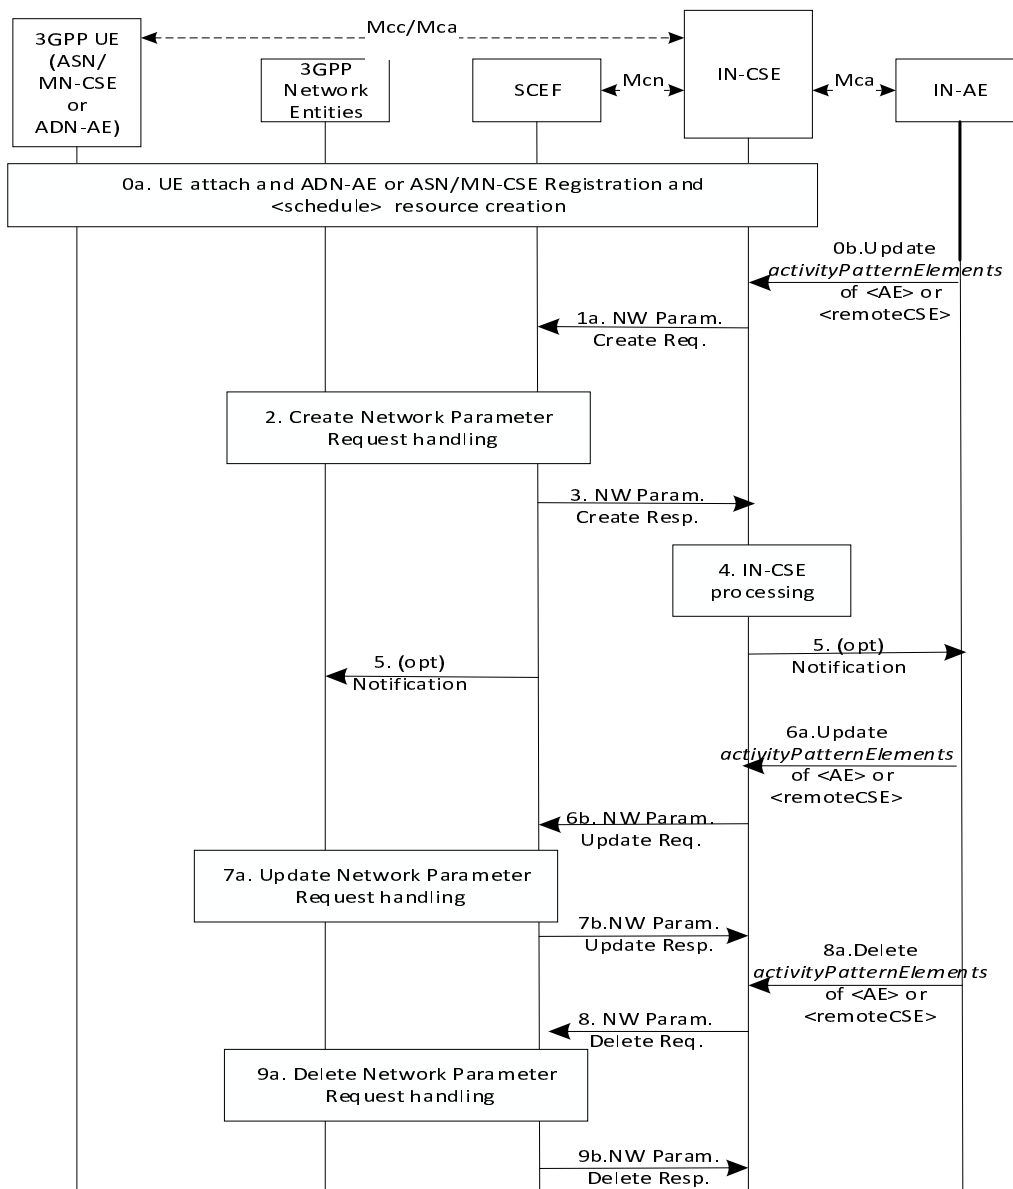 Mcc/Mca
3GPP UE
(ASN/
MN-CSE
or
ADN-AE)
3GPP
Network
Entities
SCEF
Mcn
IN-CSE
Mca
IN-AE
0a. UE attach and ADN-AE or ASN/MN-CSE Registration and
<schedule> resource creation
0b.Update
activityPatternElements
of <AE> or
<remoteCSE>
1a. NW Param.
Create Req.
2. Create Network Parameter
Request handling
3. NW Param.
Create Resp.
4. IN-CSE
processing
5. (opt)
Notification
5. (opt)
Notification
6a.Update
activityPatternElements
of <AE> or
<remoteCSE>
6b. NW Param.
Update Req.
7a. Update Network Parameter
Request handling
7b.NW Param.
Update Resp.
8a.Delete
activityPatternElements
of <AE> or
<remoteCSE>
8. NW Param.
Delete Req.
9a. Delete Network Parameter
Request handling
9b.NW Param.
Delete Resp.